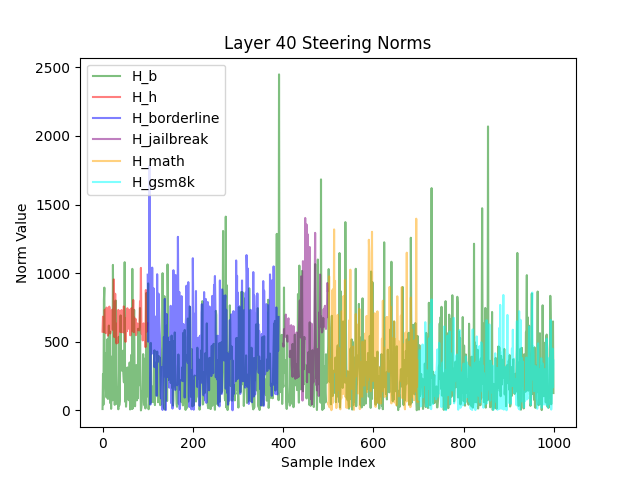 Layer 40 Steering Norms
2500
2000
1500
1000
500
0
Norm Value
H_b
H_h
H_borderline
H_jailbreak
H_math
H_gsm8k
0 200 400 600 800 1000
Sample Index